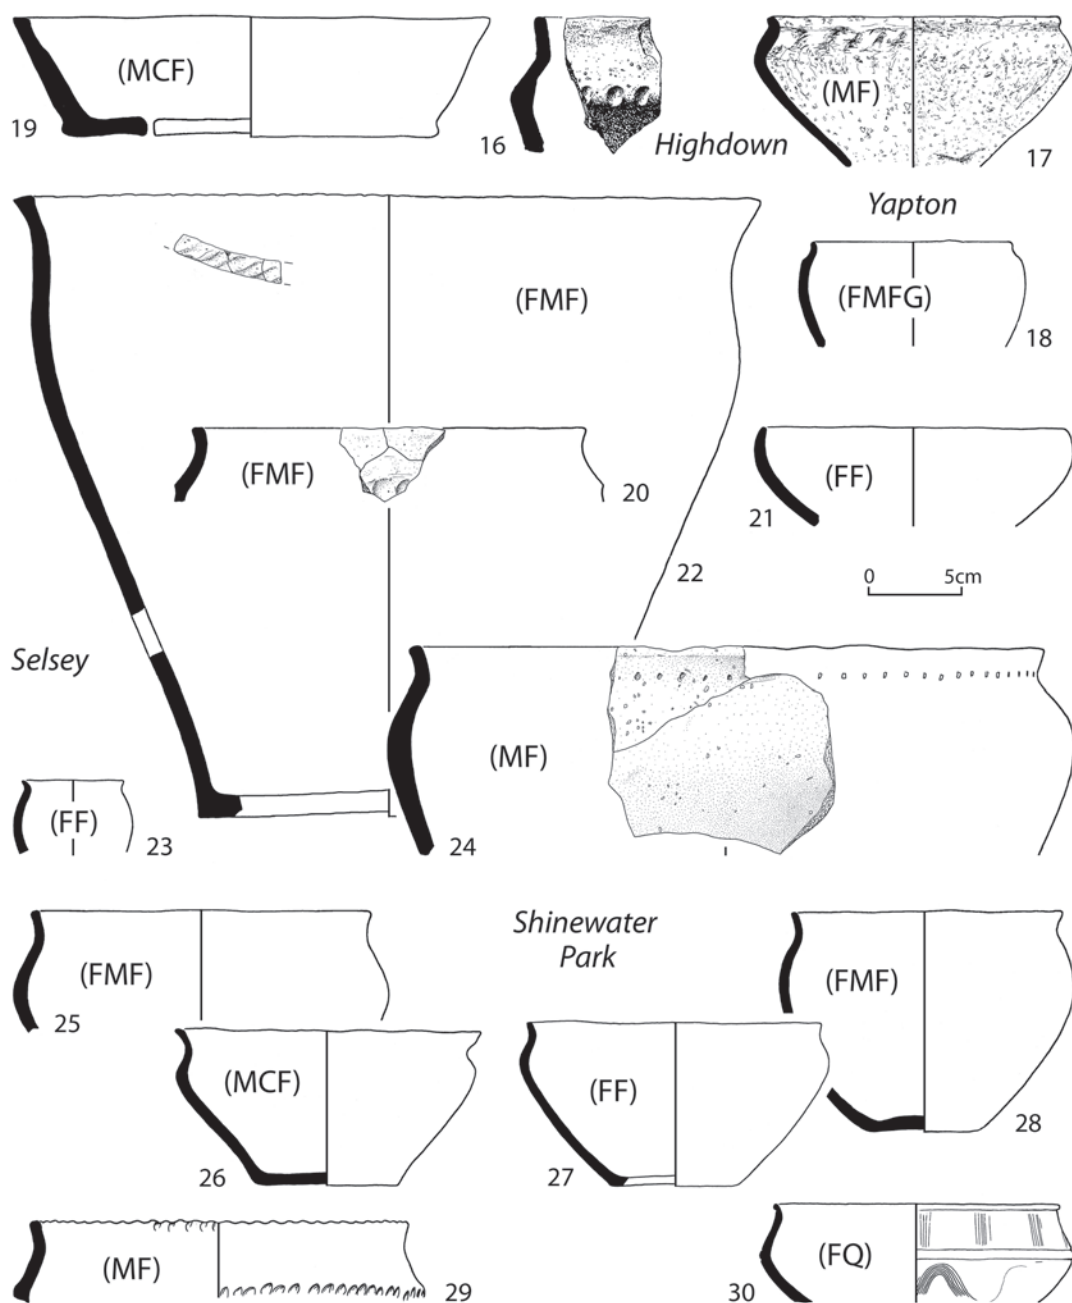 (MCF)
19
16
Highdown
(MF)
17
Yapton
(FMF)
(FMFG)
18
(FMF)
20
(FF)
21
22
0 5cm
Selsey
(MF)
(FF)
23
24
Shinewater
Park
(FMF)
25
(FMF)
28
(MCF)
26
(FF)
27
(MF)
29
(FQ)
30